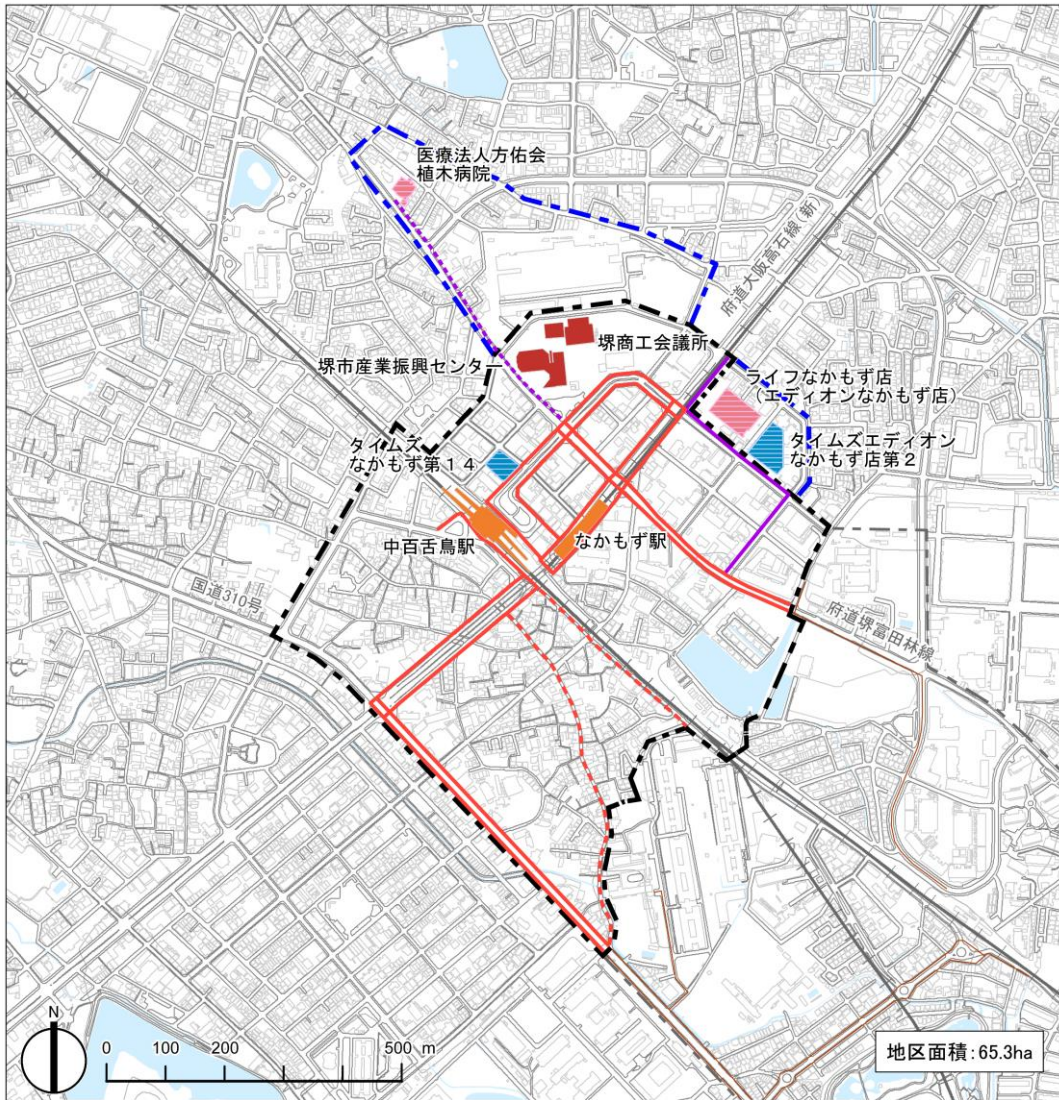 医療法人方佑会
植木病院
府道大阪高石線(新)
堺商工会議所
堺市産業振興センター
ライフなかもず店
(エディオンなかもず店)
タイムズエディオン
なかもず店第2
タイムズ
なかもず第14
中百舌鳥駅
なかもず駅
国道310号
府道堺富田林線
N
0 100 200 500 m
地区面積:65.3ha